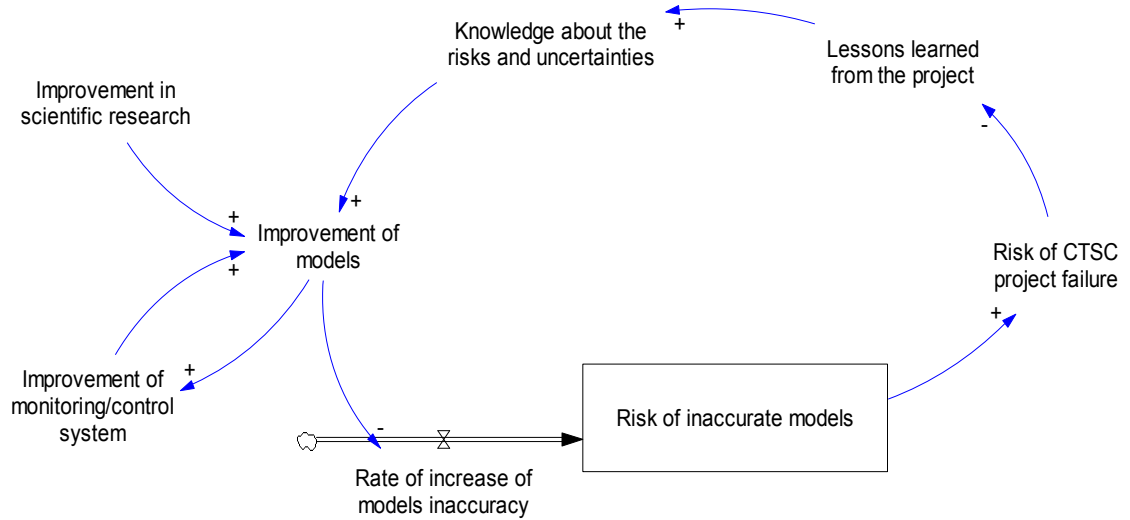 Knowledge about the
risks and uncertainties
+
Lessons learned
from the project
-
Improvement in
scientific research
+
+
Improvement of
models
+
Risk of CTSC
project failure
+
+
Improvement of
monitoring/control
system
-
Risk of inaccurate models
Rate of increase of
models inaccuracy